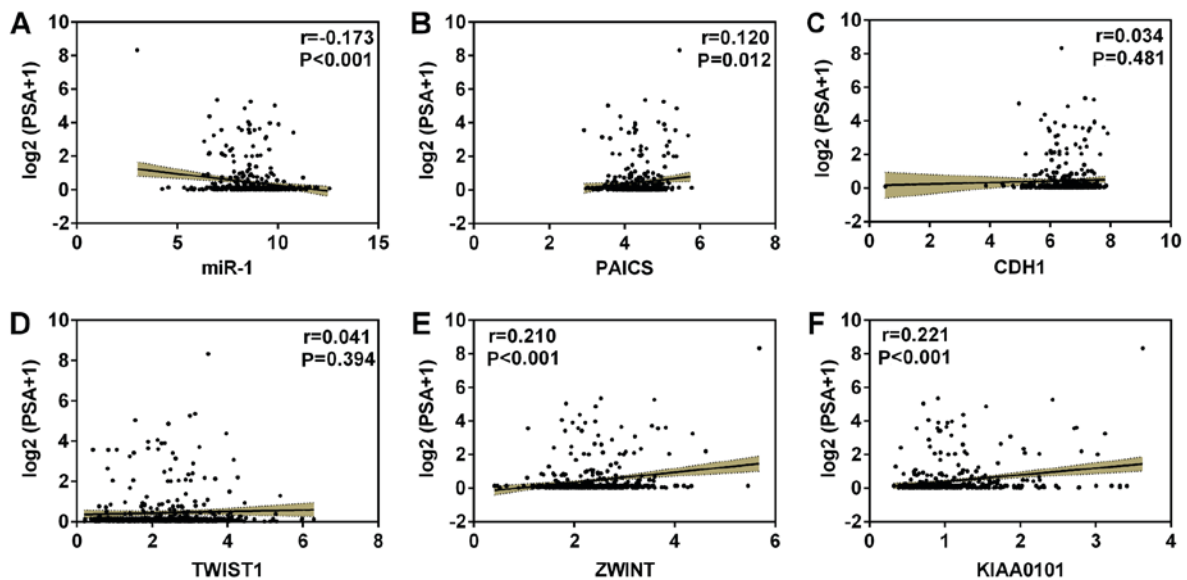 A
r=-0.173
P<0.001
10
8
6
4
2
0
-2
log2 (PSA+1)
0 5 10 15
miR-1
B
r=0.120
P=0.012
10
8
6
4
2
0
-2
log2 (PSA+1)
0 2 4 6 8
PAICS
C
r=0.034
P=0.481
10
8
6
4
2
0
-2
log2 (PSA+1)
0 2 4 6 8 10
CDH1
D
r=0.041
P=0.394
10
8
6
4
2
0
-2
log2 (PSA+1)
0 2 4 6 8
TWIST1
E
r=0.210
P<0.001
10
8
6
4
2
0
-2
log2 (PSA+1)
0 2 4 6
ZWINT
F
r=0.221
P<0.001
10
8
6
4
2
0
-2
log2 (PSA+1)
0 1 2 3 4
KIAA0101